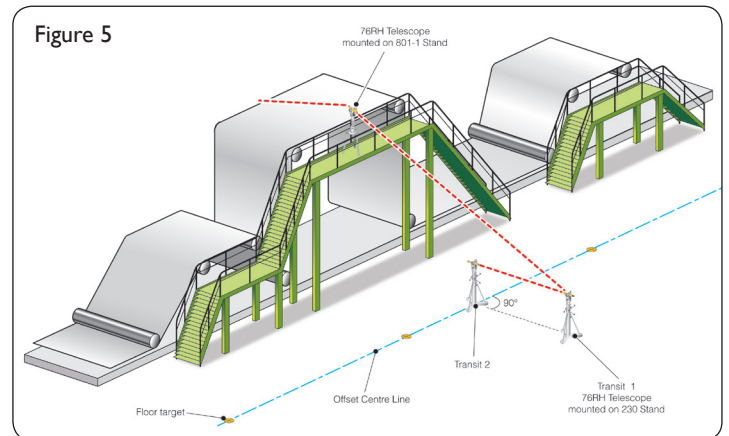 Figure 5
76RH Telescope
mounted on 801-1 Stand
90°
Transit 2
Transit 1
76RH Telescope
mounted on 230 Stand
Offset Centre Line
Floor target